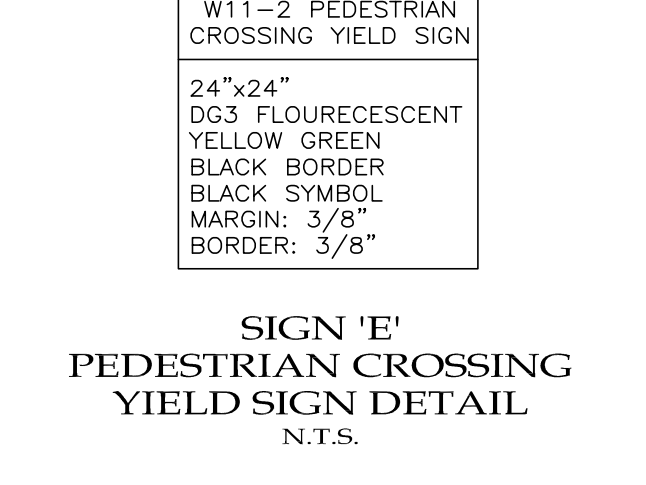 W11-2 PEDESTRIAN
CROSSING YIELD SIGN
24"x24"
DG3 FLOURECESCENT
YELLOW GREEN
BLACK BORDER
BLACK SYMBOL
MARGIN: 3/8"
BORDER: 3/8"
SIGN 'E'
PEDESTRIAN CROSSING
YIELD SIGN DETAIL
N.T.S.